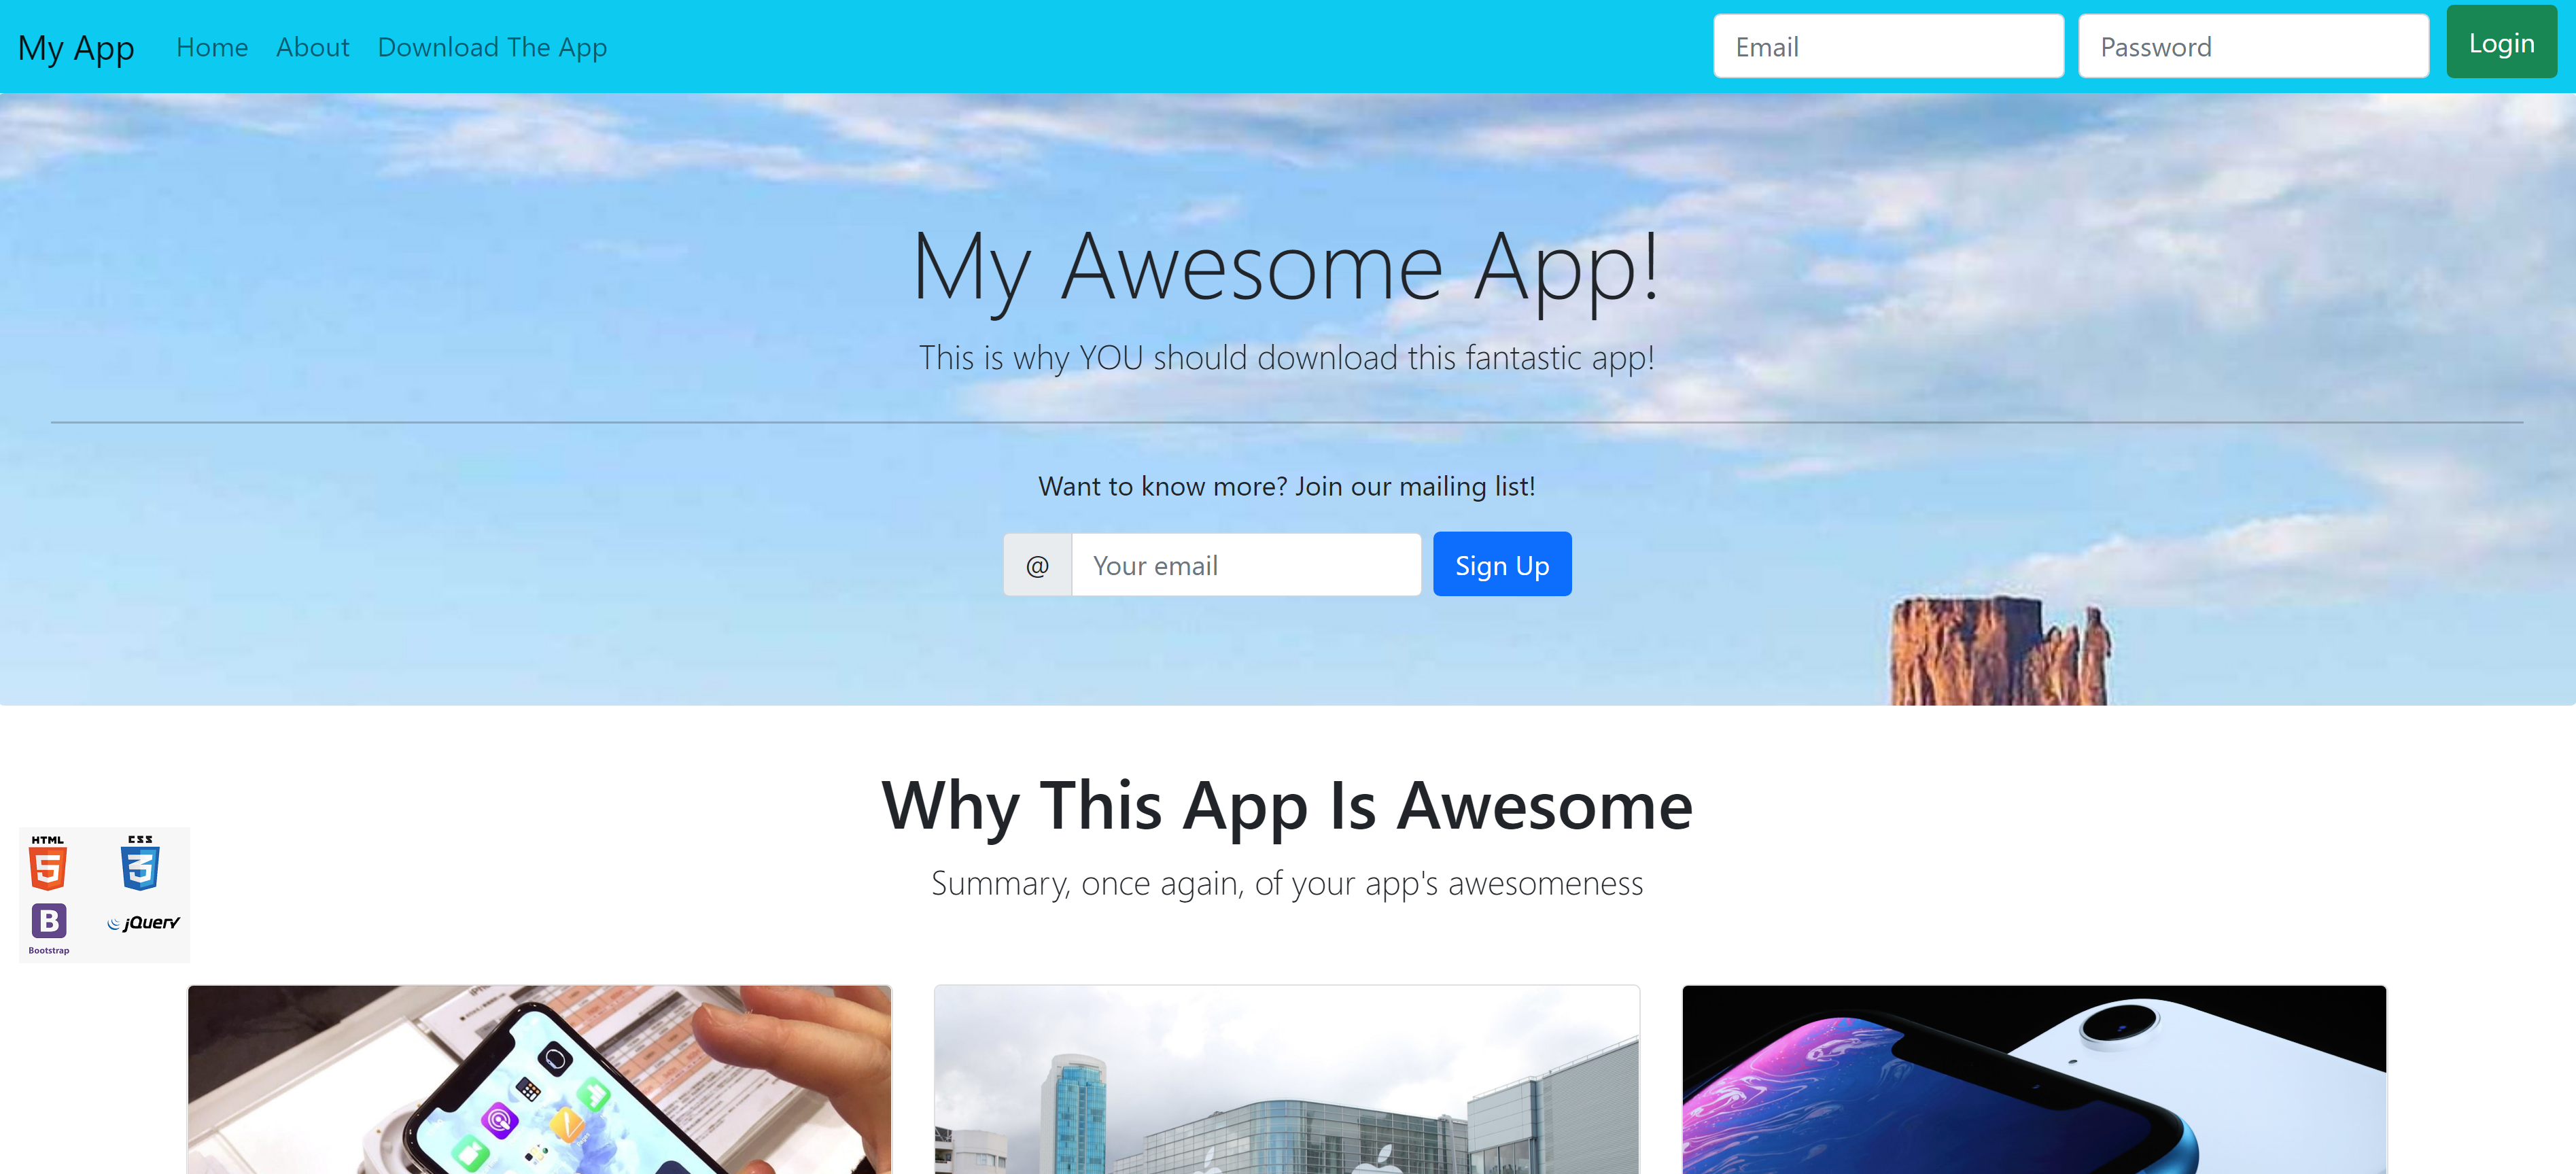 My App Home About Download The App Email Password Login
My Awesome App!
This is why YOU should download this fantastic app!
Want to know more? Join our mailing list!
@ Your email Sign Up
Why This App Is Awesome
Summary, once again, of your app's awesomeness
HTML CSS
5 3
B jQuery
Bootstrap